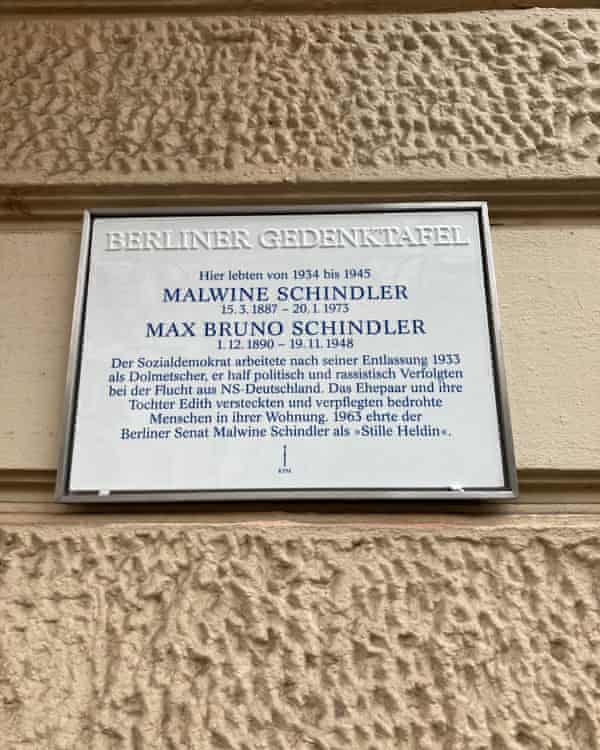 BERLINER GEDENKTAFEL
Hier lebten von 1934 bis 1945
MALWINE SCHINDLER
15. 3. 1887 – 20. 1. 1973
MAX BRUNO SCHINDLER
1. 12. 1890 – 19. 11. 1948
Der Sozialdemokrat arbeitete nach seiner Entlassung 1933
als Dolmetscher, er half politisch und rassistisch Verfolgten
bei der Flucht aus NS-Deutschland. Das Ehepaar und ihre
Tochter Edith versteckten und verpflegten bedrohte
Menschen in ihrer Wohnung. 1963 ehrte der
Berliner Senat Malwine Schindler als »Stille Heldin«.
KPM